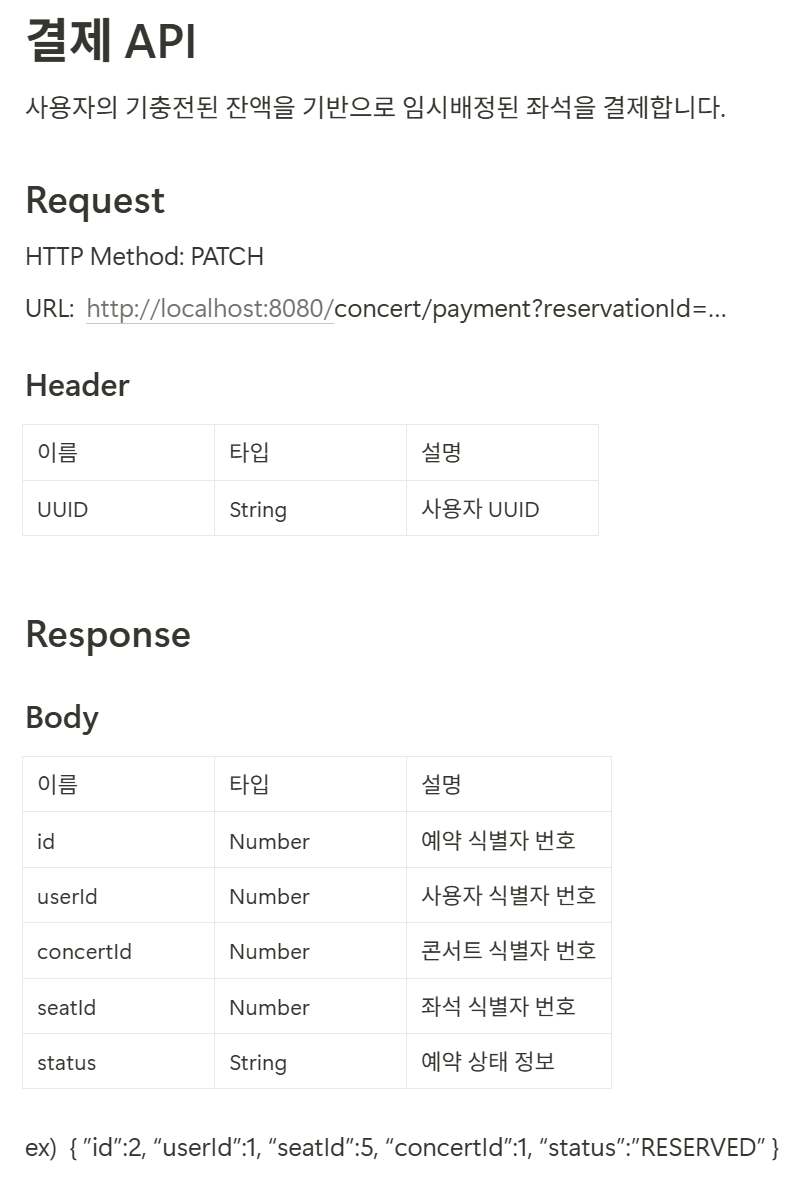 결제 API
사용자의 기충전된 잔액을 기반으로 임시배정된 좌석을 결제합니다.
Request
HTTP Method: PATCH
URL: http://localhost:8080/concert/payment?reservationId=...
Header
이름 타입 설명
UUID String 사용자 UUID
Response
Body
이름 타입 설명
id Number 예약 식별자 번호
userId Number 사용자 식별자 번호
concertId Number 콘서트 식별자 번호
seatId Number 좌석 식별자 번호
status String 예약 상태 정보
ex) { ”id”:2, “userId”:1, “seatId”:5, “concertId”:1, “status”:”RESERVED” }